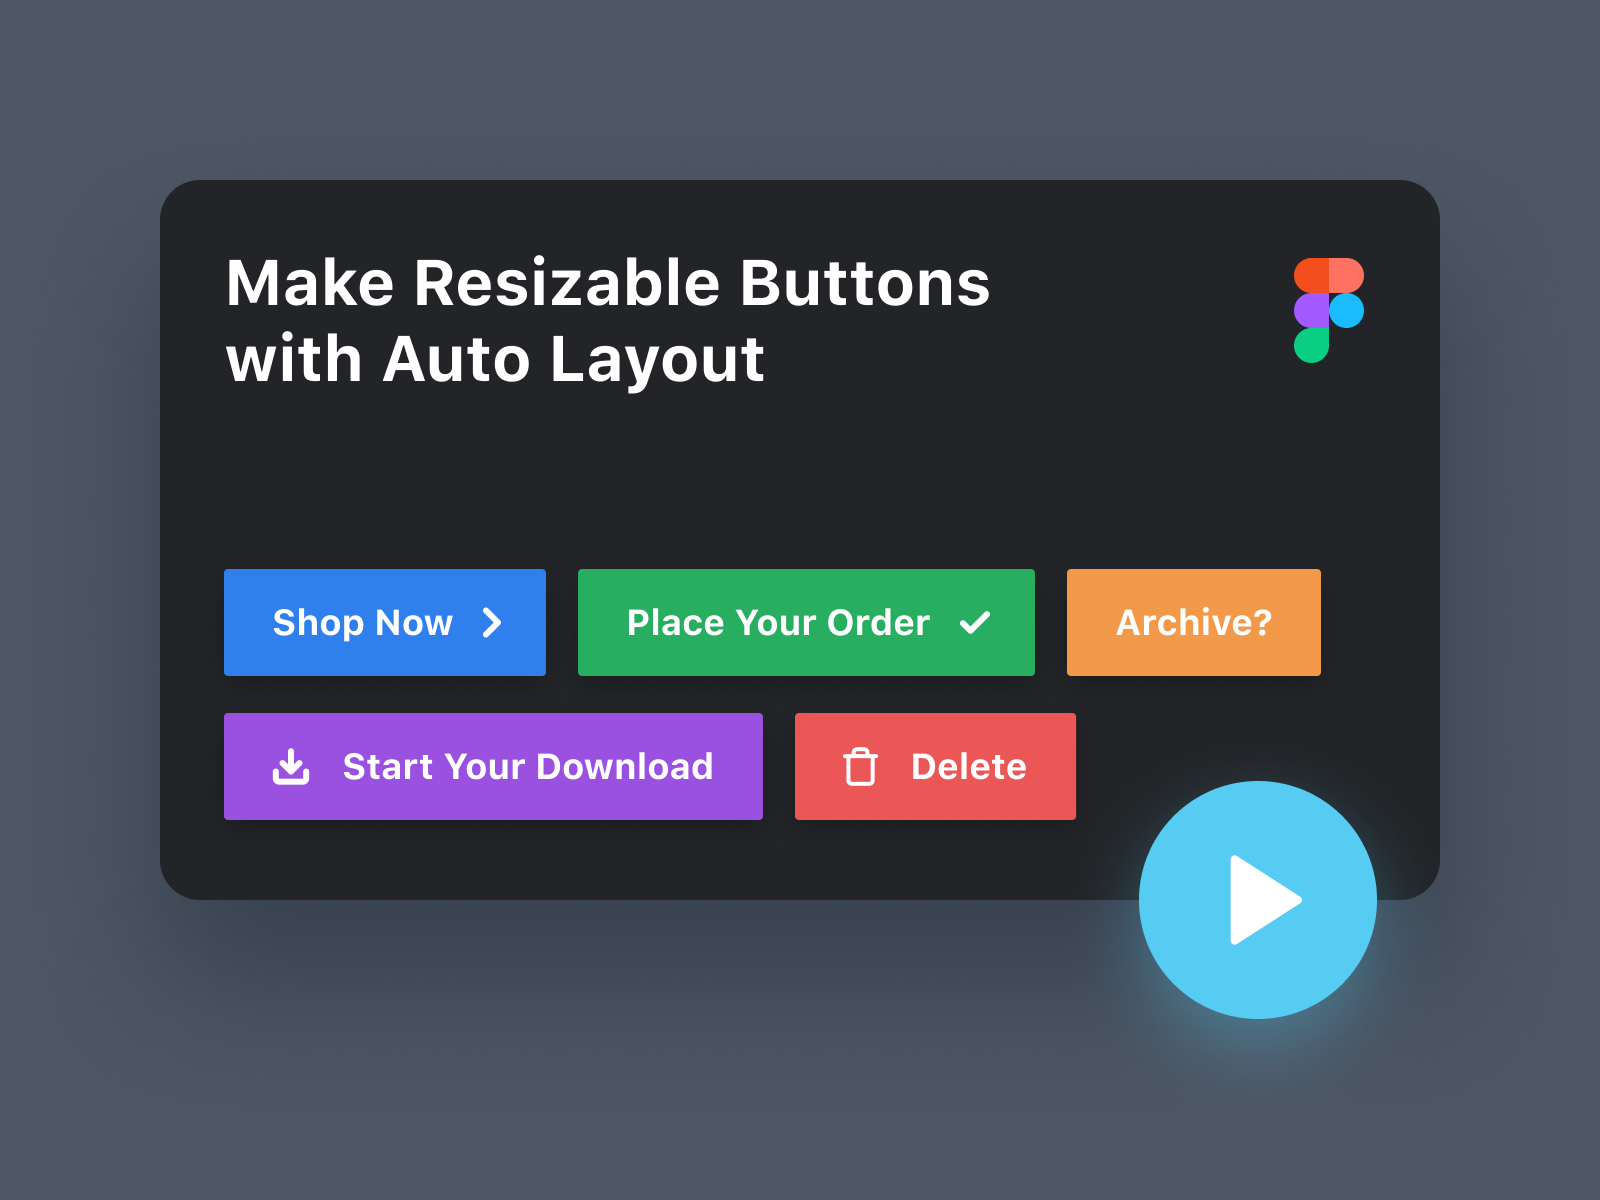 Make Resizable Buttons
with Auto Layout
Shop Now
Place Your Order
Archive?
Start Your Download
Delete